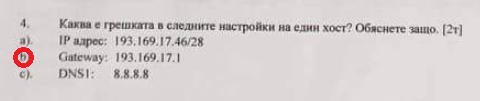 4. Каква е грешката в следните настройки на един хост? Обяснете защо. [2т]
а). IP адрес: 193.169.17.46/28
b) Gateway: 193.169.17.1
с). DNS1: 8.8.8.8